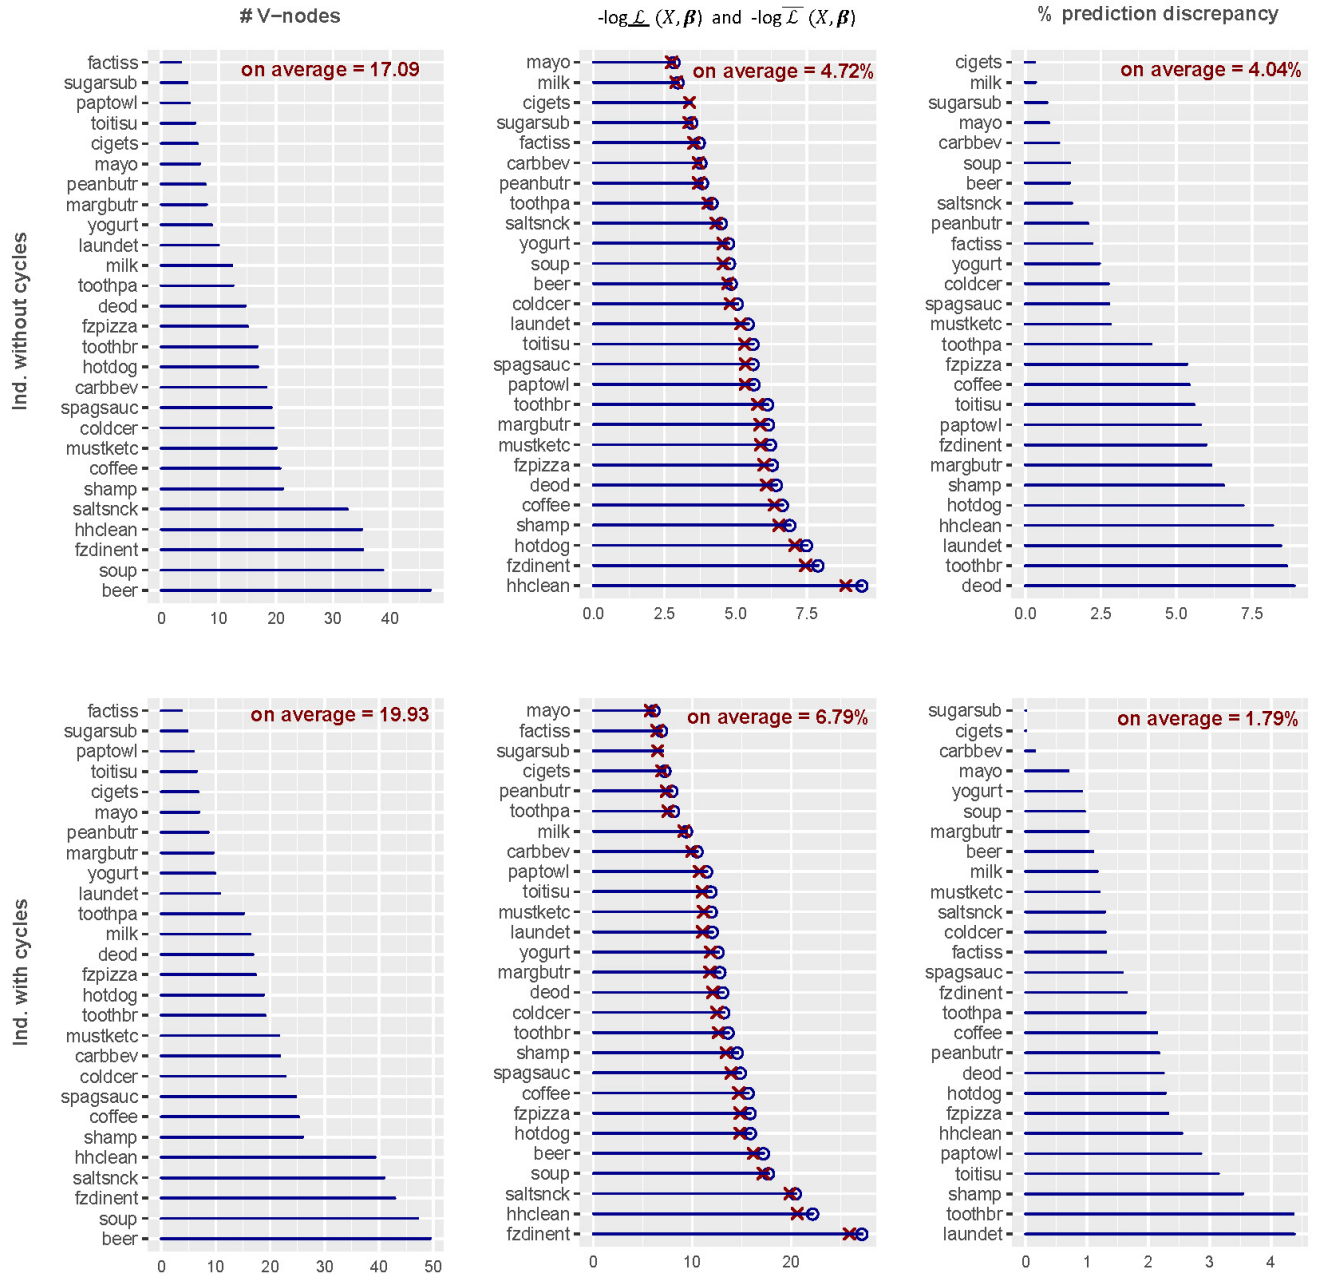 # V−nodes
-log ℒ (X, β) and -log ℒ (X, β)
% prediction discrepancy
Ind. without cycles
factiss
sugarsub
paptowl
toitisu
cigets
mayo
peanbutr
margbutr
yogurt
laundet
milk
toothpa
deod
fzpizza
toothbr
hotdog
carbbev
spagsauc
coldcer
mustketc
coffee
shamp
saltsnck
hhclean
fzdinent
soup
beer
on average = 17.09
0 10 20 30 40
mayo
milk
cigets
sugarsub
factiss
carbbev
peanbutr
toothpa
saltsnck
yogurt
soup
beer
coldcer
laundet
toitisu
spagsauc
paptowl
toothbr
margbutr
mustketc
fzpizza
deod
coffee
shamp
hotdog
fzdinent
hhclean
on average = 4.72%
0.0 2.5 5.0 7.5
cigets
milk
sugarsub
mayo
carbbev
soup
beer
saltsnck
peanbutr
factiss
yogurt
coldcer
spagsauc
mustketc
toothpa
fzpizza
coffee
toitisu
paptowl
fzdinent
margbutr
shamp
hotdog
hhclean
laundet
toothbr
deod
on average = 4.04%
0.0 2.5 5.0 7.5
Ind. with cycles
factiss
sugarsub
paptowl
toitisu
cigets
mayo
peanbutr
margbutr
yogurt
laundet
toothpa
milk
deod
fzpizza
hotdog
toothbr
mustketc
carbbev
coldcer
spagsauc
coffee
shamp
hhclean
saltsnck
fzdinent
soup
beer
on average = 19.93
0 10 20 30 40 50
mayo
factiss
sugarsub
cigets
peanbutr
toothpa
milk
carbbev
paptowl
toitisu
mustketc
laundet
yogurt
margbutr
deod
coldcer
toothbr
shamp
spagsauc
coffee
fzpizza
hotdog
beer
soup
saltsnck
hhclean
fzdinent
on average = 6.79%
0 10 20
sugarsub
cigets
carbbev
mayo
yogurt
soup
margbutr
beer
milk
mustketc
saltsnck
coldcer
factiss
spagsauc
fzdinent
toothpa
coffee
peanbutr
deod
hotdog
fzpizza
hhclean
paptowl
toitisu
shamp
toothbr
laundet
on average = 1.79%
0 1 2 3 4